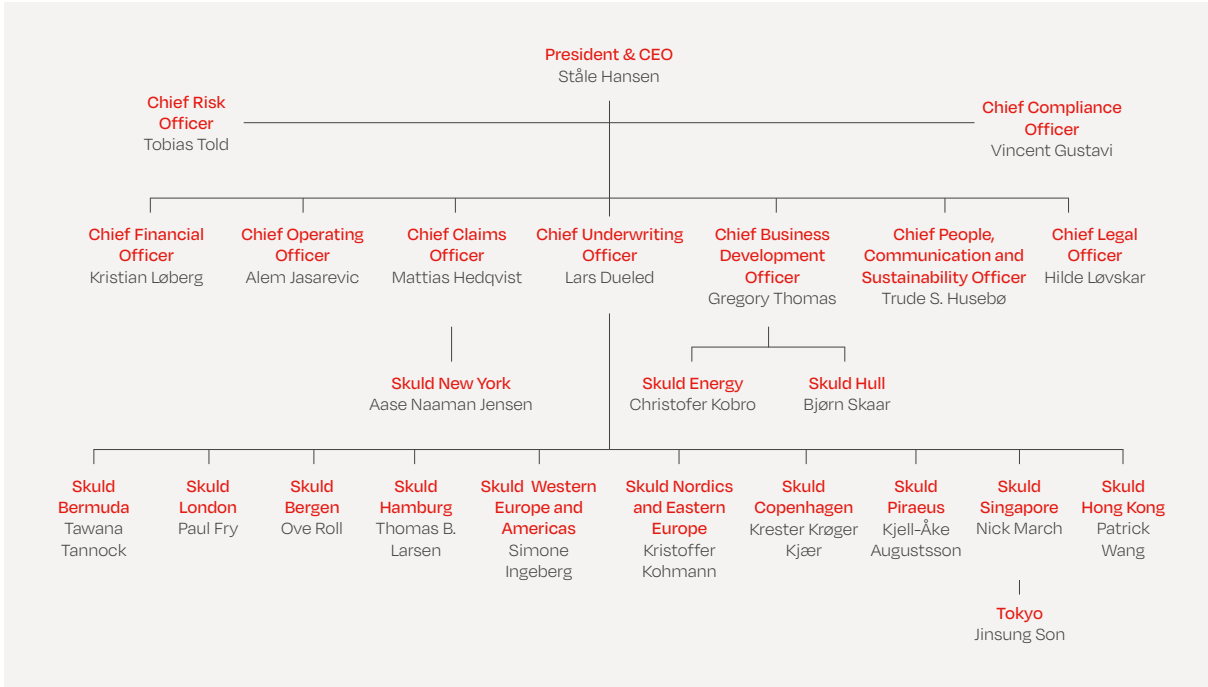 President & CEO
Ståle Hansen
Chief Risk
Officer
Tobias Told
Chief Compliance
Officer
Vincent Gustavi
Chief Financial
Officer
Kristian Løberg
Chief Operating
Officer
Alem Jasarevic
Chief Claims
Officer
Mattias Hedqvist
Chief Underwriting
Officer
Lars Dueled
Chief Business
Development
Officer
Gregory Thomas
Chief People,
Communication and
Sustainability Officer
Trude S. Husebø
Chief Legal
Officer
Hilde Løvskar
Skuld New York
Aase Naaman Jensen
Skuld Energy
Christofer Kobro
Skuld Hull
Bjørn Skaar
Skuld
Bermuda
Tawana
Tannock
Skuld
London
Paul Fry
Skuld
Bergen
Ove Roll
Skuld
Hamburg
Thomas B.
Larsen
Skuld Western
Europe and
Americas
Simone
Ingeberg
Skuld Nordics
and Eastern
Europe
Kristoffer
Kohmann
Skuld
Copenhagen
Krester Krøger
Kjær
Skuld
Piraeus
Kjell-Åke
Augustsson
Skuld
Singapore
Nick March
Skuld
Hong Kong
Patrick
Wang
Tokyo
Jinsung Son